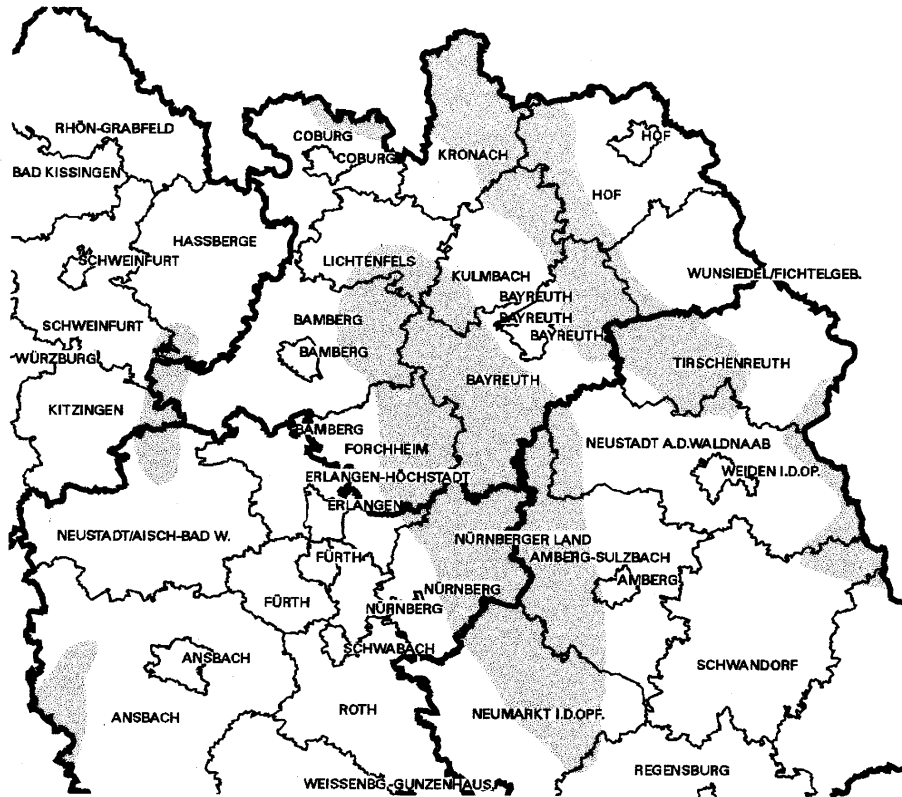 RHÖN-GRABFELD
COBURG
HOF
COBURG
KRONACH
BAD KISSINGEN
HOF
HASSBERGE
SCHWEINFURT
LICHTENFELS
KULMBACH
WUNSIEDEL/FICHTELGEB.
BAYREUTH
SCHWEINFURT
BAMBERG
BAYREUTH
BAYREUTH
WÜRZBURG
BAMBERG
TIRSCHENREUTH
KITZINGEN
BAYREUTH
BAMBERG
FORCHHEIM
NEUSTADT A.D.WALDNAAB
WEIDEN I.D.OP.
ERLANGEN-HÖCHSTADT
ERLANGEN
NEUSTADT/AISCH-BAD W.
NÜRNBERGER LAND
FÜRTH
AMBERG-SULZBACH
AMBERG
NÜRNBERG
FÜRTH
NÜRNBERG
SCHWABACH
ANSBACH
SCHWANDORF
ANSBACH
ROTH
NEUMARKT I.D.OPF.
REGENSBURG
WEISSENBG.-GUNZENHAUS.